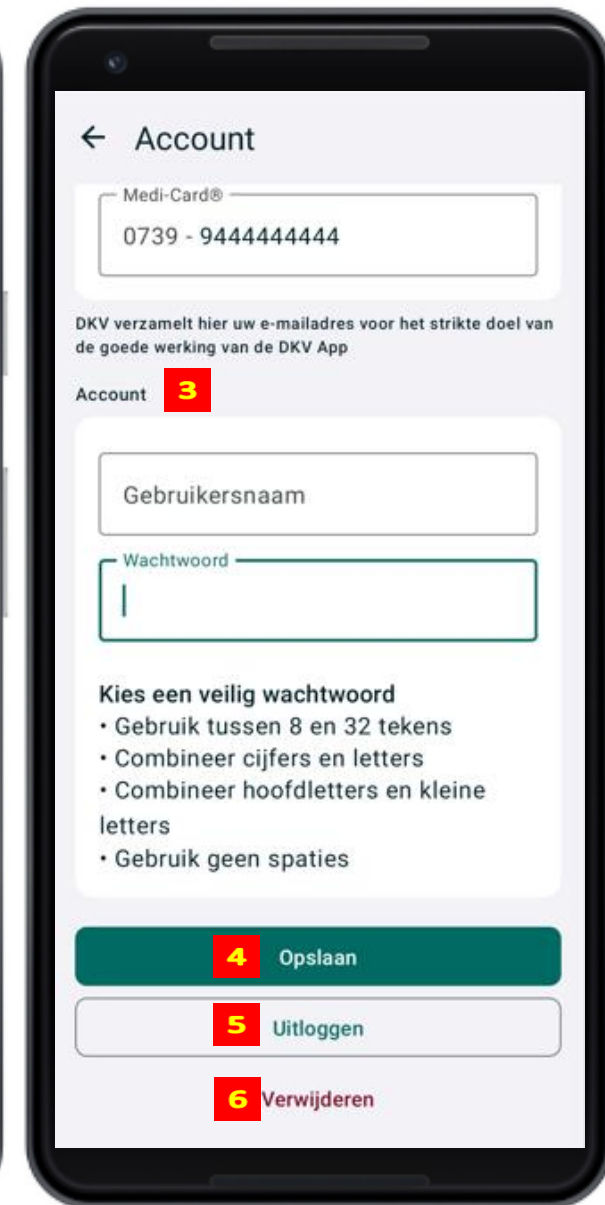 Account
Medi-Card®
0739 - 9444444444
DKV verzamelt hier uw e-mailadres voor het strikte doel van
de goede werking van de DKV App
Account 3
Gebruikersnaam
Wachtwoord
Kies een veilig wachtwoord
• Gebruik tussen 8 en 32 tekens
• Combineer cijfers en letters
• Combineer hoofdletters en kleine
letters
• Gebruik geen spaties
4 Opslaan
5 Uitloggen
6 Verwijderen